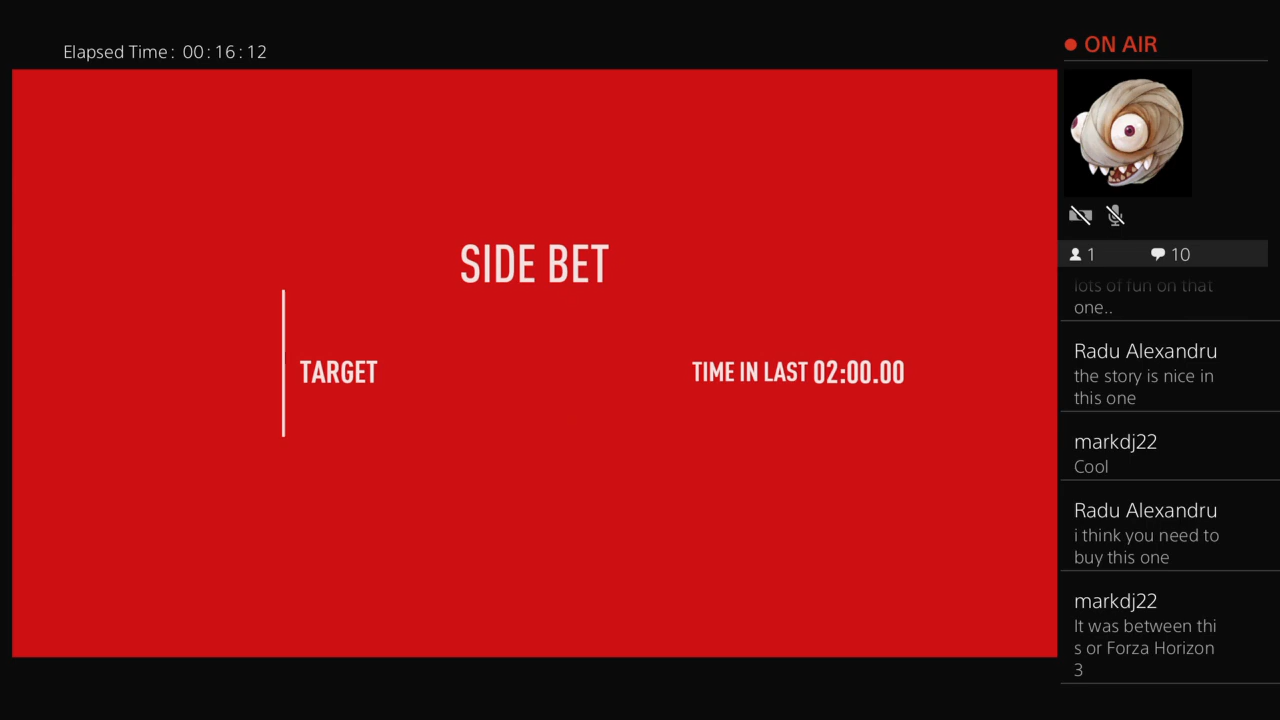 Elapsed Time: 00:16:12
ON AIR
SIDE BET
TARGET
TIME IN LAST 02:00.00
1 10
lots of fun on that
one..
Radu Alexandru
the story is nice in
this one
markdj22
Cool
Radu Alexandru
i think you need to
buy this one
markdj22
It was between thi
s or Forza Horizon
3